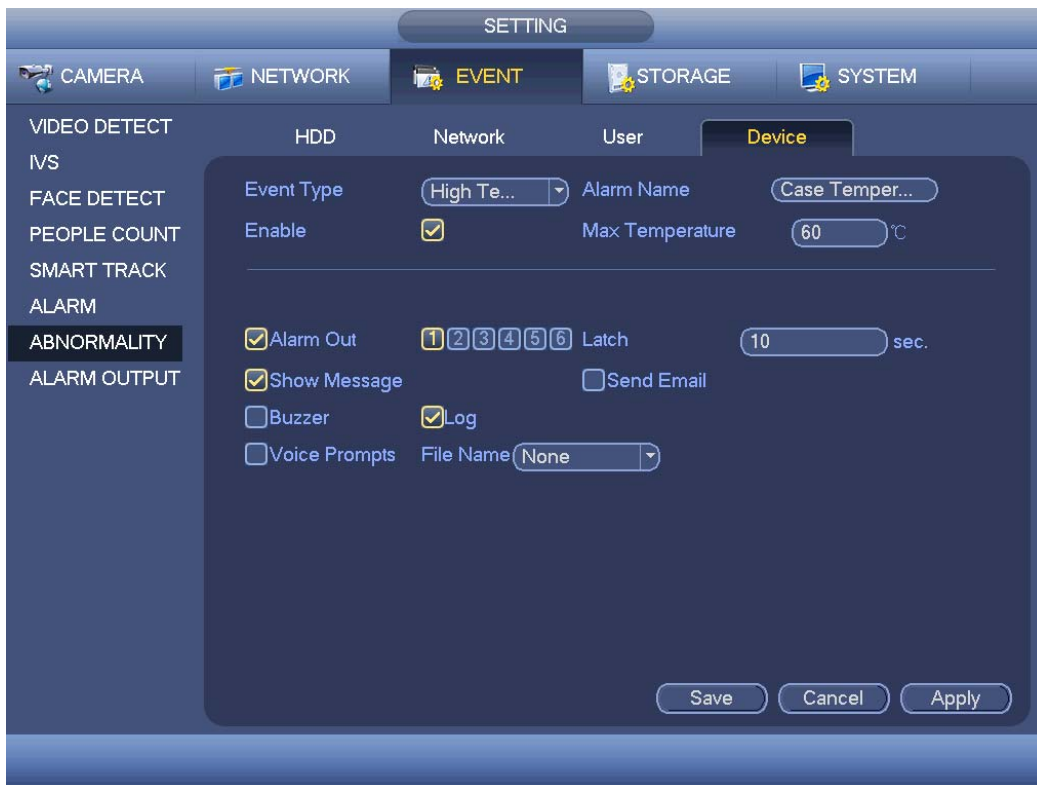 SETTING
CAMERA NETWORK EVENT STORAGE SYSTEM
VIDEO DETECT
IVS
FACE DETECT
PEOPLE COUNT
SMART TRACK
ALARM
ABNORMALITY
ALARM OUTPUT
HDD Network User Device
Event Type High Te... Alarm Name Case Temper...
Enable Max Temperature 60 ℃
Alarm Out 1 2 3 4 5 6 Latch 10 sec.
Show Message Send Email
Buzzer Log
Voice Prompts File Name None
Save Cancel Apply